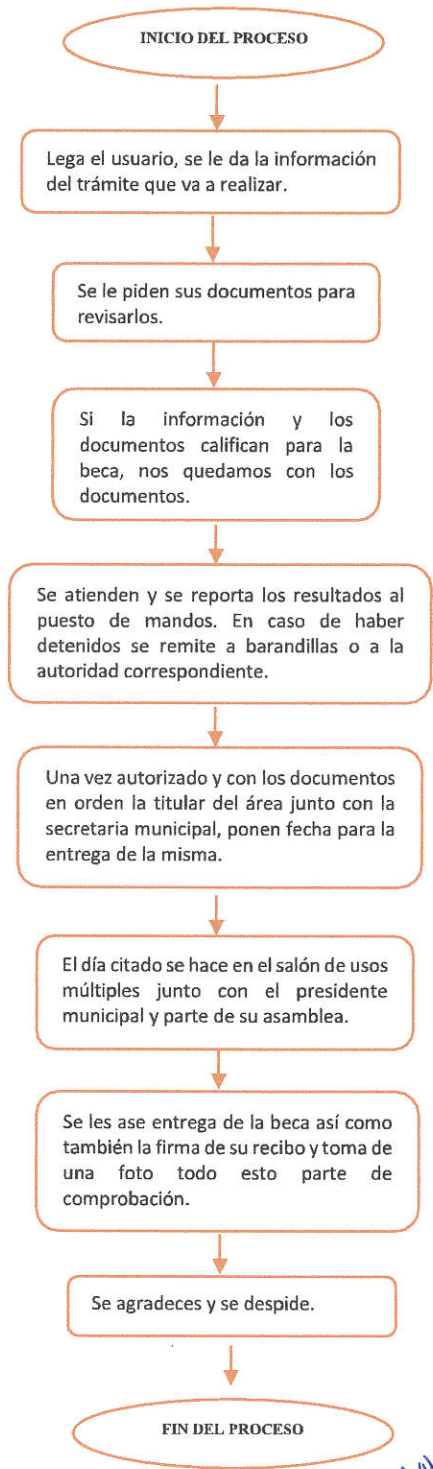 INICIO DEL PROCESO
Lega el usuario, se le da la información
del trámite que va a realizar.
Se le piden sus documentos para
revisarlos.
Si la información y los
documentos califican para la
beca, nos quedamos con los
documentos.
Se atienden y se reporta los resultados al
puesto de mandos. En caso de haber
detenidos se remite a barandillas o a la
autoridad correspondiente.
Una vez autorizado y con los documentos
en orden la titular del área junto con la
secretaria municipal, ponen fecha para la
entrega de la misma.
El día citado se hace en el salón de usos
múltiples junto con el presidente
municipal y parte de su asamblea.
Se les ase entrega de la beca así como
también la firma de su recibo y toma de
una foto todo esto parte de
comprobación.
Se agradeces y se despide.
FIN DEL PROCESO